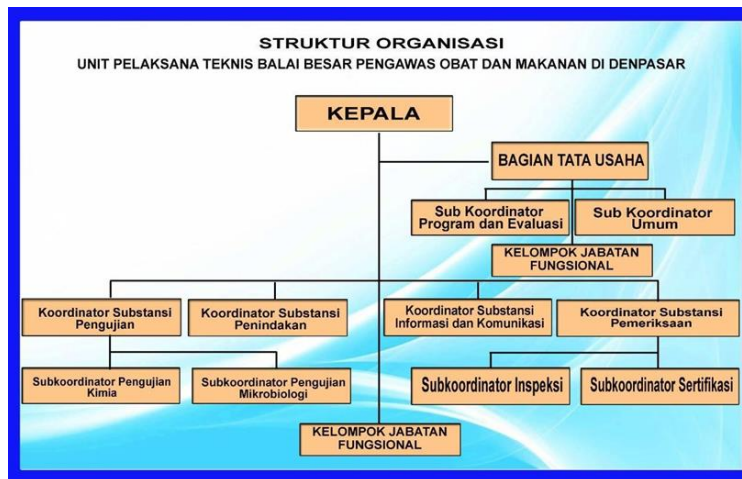 STRUKTUR ORGANISASI
UNIT PELAKSANA TEKNIS BALAI BESAR PENGAWAS OBAT DAN MAKANAN DI DENPASAR
KEPALA
BAGIAN TATA USAHA
Sub Koordinator
Program dan Evaluasi
Sub Koordinator
Umum
KELOMPOK JABATAN
FUNGSIONAL
Koordinator Substansi
Pengujian
Koordinator Substansi
Penindakan
Koordinator Substansi
Informasi dan Komunikasi
Koordinator Substansi
Pemeriksaan
Subkoordinator Pengujian
Kimia
Subkoordinator Pengujian
Mikrobiologi
Subkoordinator Inspeksi
Subkoordinator Sertifikasi
KELOMPOK JABATAN
FUNGSIONAL